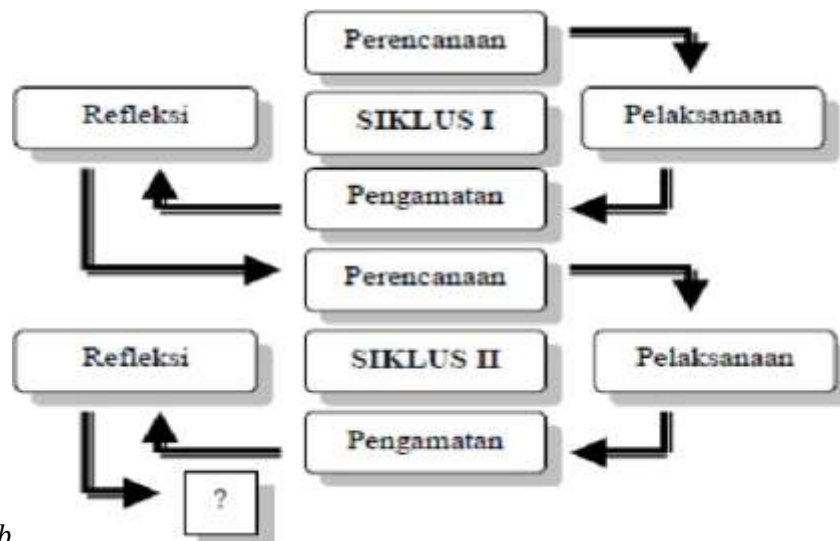 Perencanaan
Refleksi
SIKLUS I
Pelaksanaan
Pengamatan
Perencanaan
Refleksi
SIKLUS II
Pelaksanaan
Pengamatan
?
b